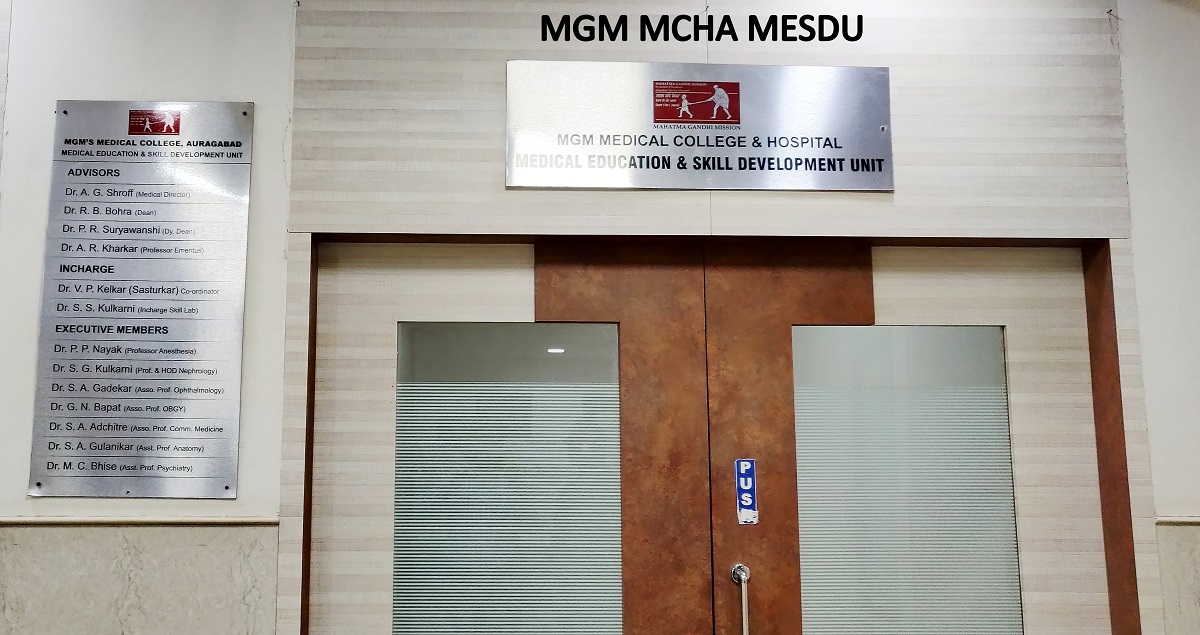 MGM MCHA MESDU
MAHATMA GANDHI MISSION
MAHATMA GANDHI MISSION
MGM MEDICAL COLLEGE & HOSPITAL
MEDICAL EDUCATION & SKILL DEVELOPMENT UNIT
MGM'S MEDICAL COLLEGE, AURAGABAD
MEDICAL EDUCATION & SKILL DEVELOPMENT UNIT
ADVISORS
Dr. A. G. Shroff (Medical Director)
Dr. R. B. Bohra (Dean)
Dr. P. R. Suryawanshi (Dy. Dean)
Dr. A. R. Kharkar (Professor Emeritus)
INCHARGE
Dr. V. P. Kelkar (Sasturkar) Co-ordinator
Dr. S. S. Kulkarni (Incharge Skill Lab)
EXECUTIVE MEMBERS
Dr. P. P. Nayak (Professor Anesthesia)
Dr. S. G. Kulkarni (Prof. & HOD Nephrology)
Dr. S. A. Gadekar (Asso. Prof. Ophthalmology)
Dr. G. N. Bapat (Asso. Prof. OBGY)
Dr. S. A. Adchitre (Asso. Prof. Comm. Medicine
Dr. S. A. Gulanikar (Asst. Prof. Anatomy)
Dr. M. C. Bhise (Asst. Prof. Psychiatry)
PUS